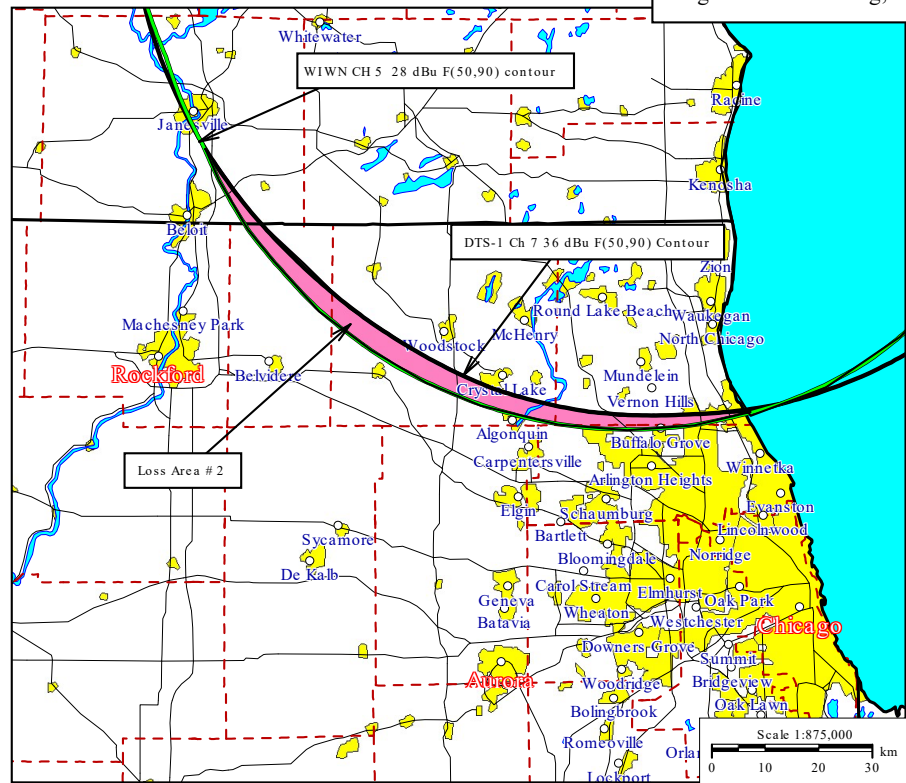 Whitewater
WIWN CH 5 28 dBu F(50,90) contour
Racine
Janesville
Kenosha
Beloit
DTS-1 Ch 7 36 dBu F(50,90) Contour
Zion
Round Lake Beach
Waukegan
Machesney Park
McHenry
North Chicago
Woodstock
Rockford
Belvidere
Mundelein
Crystal Lake
Vernon Hills
Algonquin
Buffalo Grove
Carpentersville
Winnetka
Loss Area # 2
Arlington Heights
Elgin
Schaumburg
Evanston
Lincolnwood
Bartlett
Sycamore
Bloomingdale
Norridge
De Kalb
Carol Stream
Elmhurst
Oak Park
Geneva
Wheaton
Batavia
Westchester
Chicago
Downers Grove
Summit
Aurora
Woodridge
Bridgeview
Oak Lawn
Bolingbrook
Romeoville
Scale 1:875,000
0 10 20 30
km
Lockport